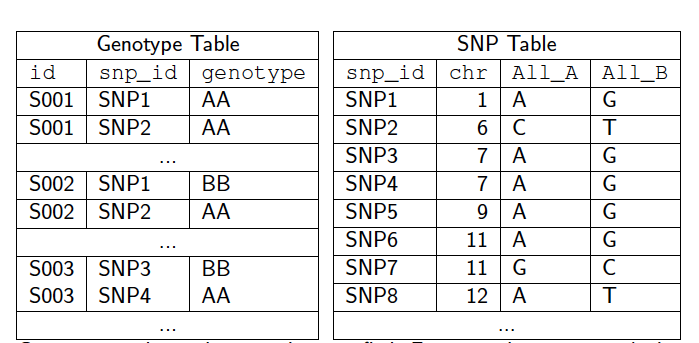 Genotype Table
id snp_id genotype
S001 SNP1 AA
S001 SNP2 AA
...
S002 SNP1 BB
S002 SNP2 AA
...
S003 SNP3 BB
S003 SNP4 AA
...
SNP Table
snp_id chr All_A All_B
SNP1 1 A G
SNP2 6 C T
SNP3 7 A G
SNP4 7 A G
SNP5 9 A G
SNP6 11 A G
SNP7 11 G C
SNP8 12 A T
...